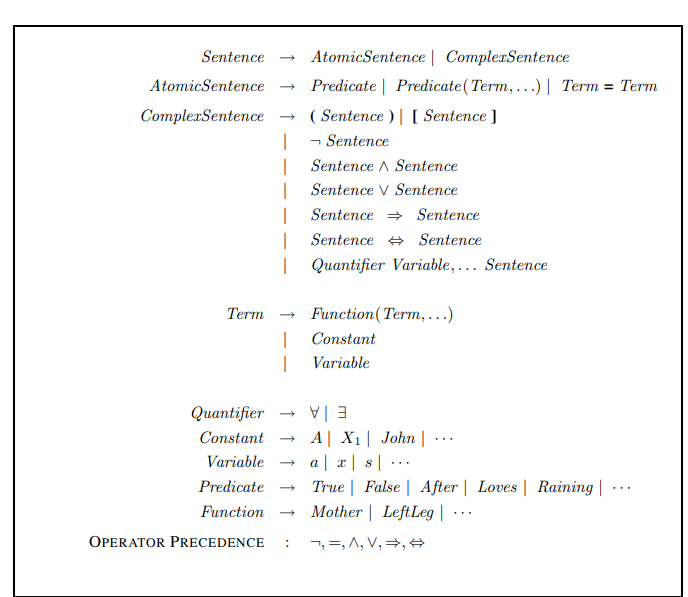 Sentence → AtomicSentence | ComplexSentence
AtomicSentence → Predicate | Predicate(Term,...) | Term = Term
ComplexSentence → ( Sentence ) | [ Sentence ]
| ¬ Sentence
| Sentence ∧ Sentence
| Sentence ∨ Sentence
| Sentence ⇒ Sentence
| Sentence ⇔ Sentence
| Quantifier Variable,... Sentence
Term → Function(Term,...)
| Constant
| Variable
Quantifier → ∀ | ∃
Constant → A | X₁ | John | ···
Variable → a | x | s | ···
Predicate → True | False | After | Loves | Raining | ···
Function → Mother | LeftLeg | ···
OPERATOR PRECEDENCE : ¬, =, ∧, ∨, ⇒, ⇔